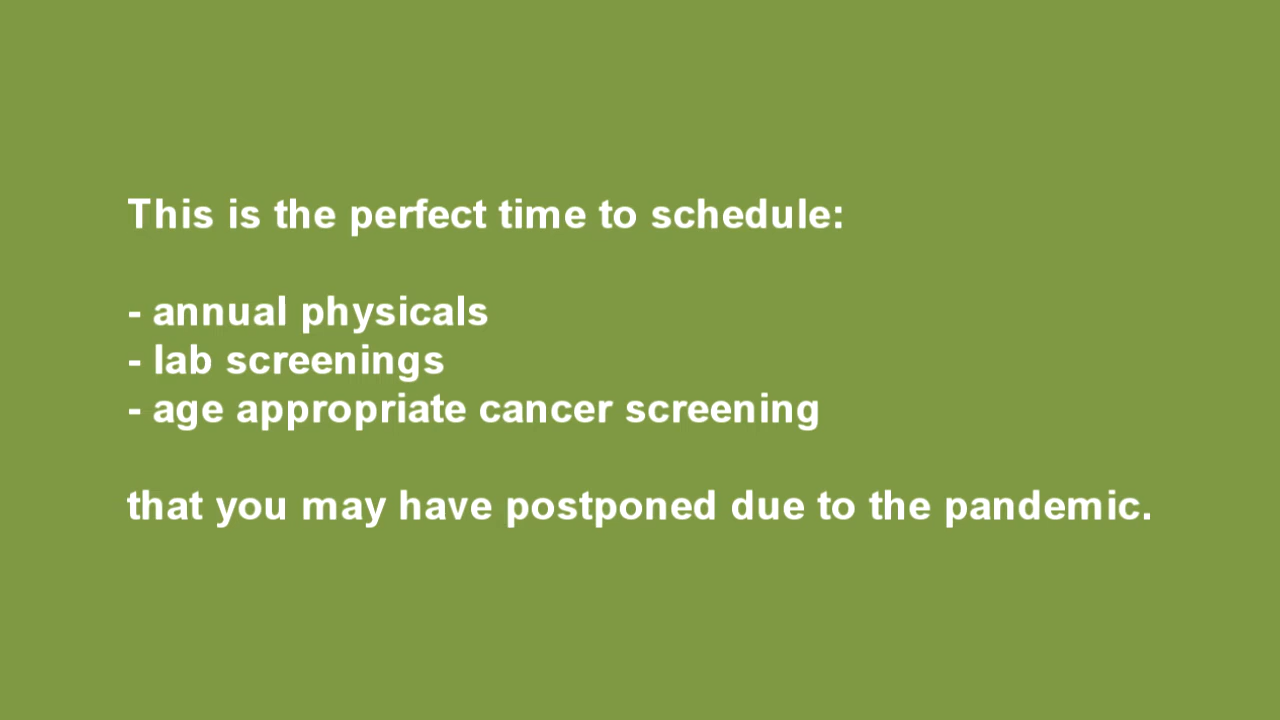 This is the perfect time to schedule:
- annual physicals
- lab screenings
- age appropriate cancer screening
that you may have postponed due to the pandemic.